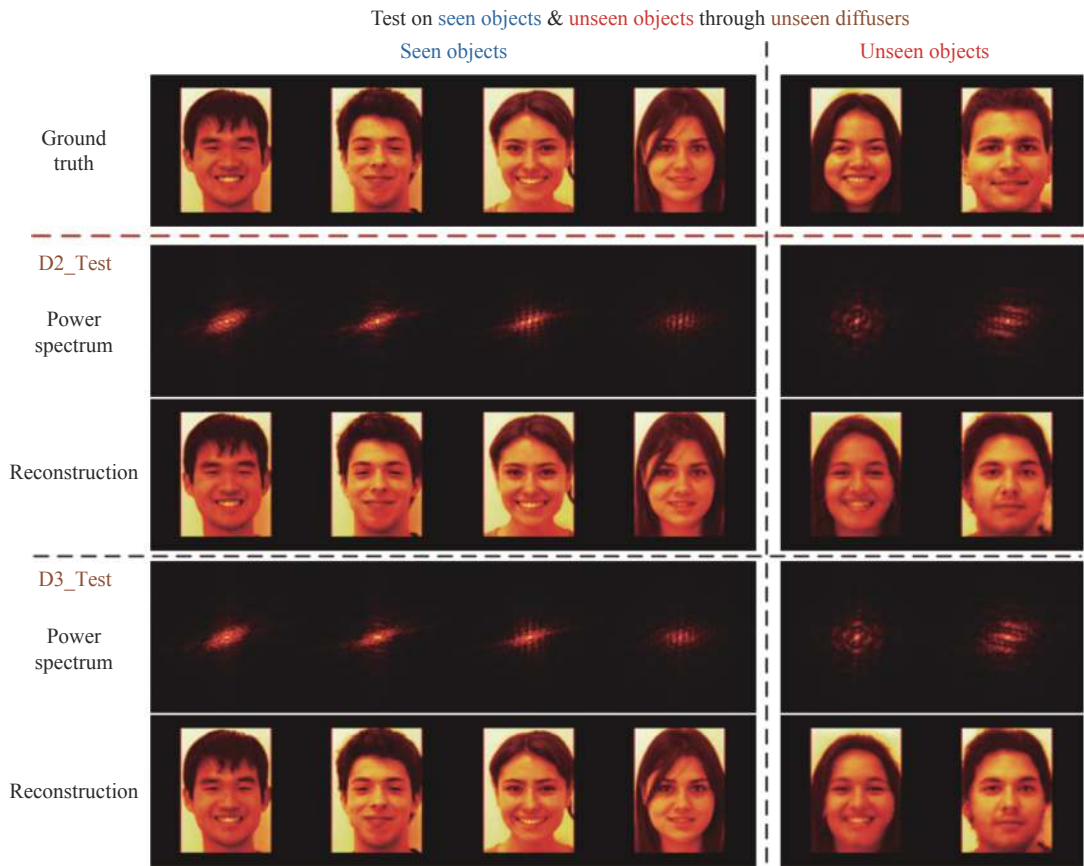 Test on seen objects & unseen objects through unseen diffusers
Seen objects
Unseen objects
Ground
truth
D2_Test
Power
spectrum
Reconstruction
D3_Test
Power
spectrum
Reconstruction